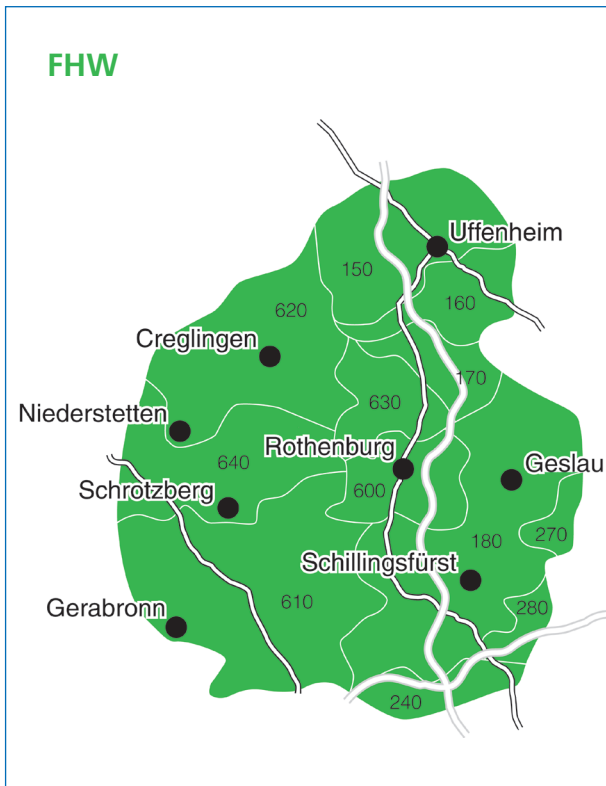 FHW
Uffenheim
150
160
620
Creglingen
170
630
Niederstetten
Rothenburg
640
Geslau
Schrotzberg
600
270
180
Schillingsfürst
610
280
Gerabronn
240